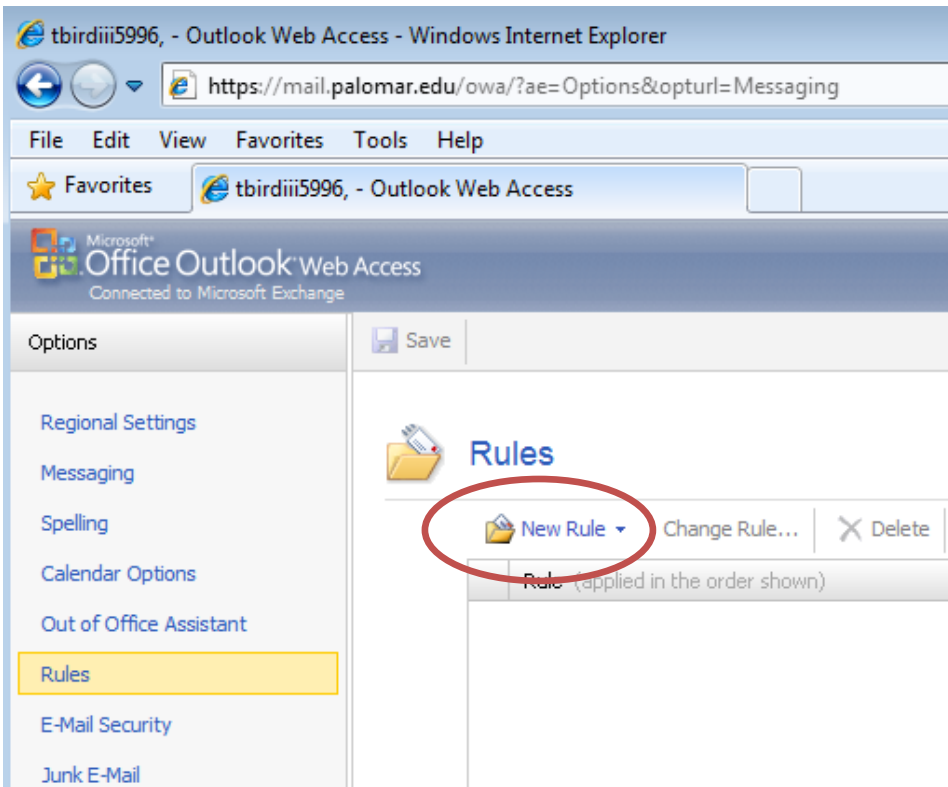 tbirdiii5996, - Outlook Web Access - Windows Internet Explorer
https://mail.palomar.edu/owa/?ae=Options&opturl=Messaging
File Edit View Favorites Tools Help
Favorites tbirdiii5996, - Outlook Web Access
Microsoft®
Office Outlook® Web Access
Connected to Microsoft Exchange
Options Save
Regional Settings
Rules
Messaging
Spelling
New Rule Change Rule... Delete
Calendar Options
Rule (applied in the order shown)
Out of Office Assistant
Rules
E-Mail Security
Junk E-Mail